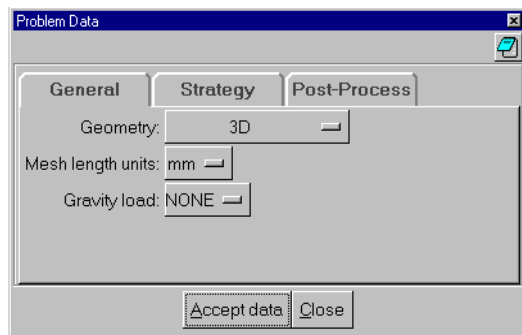 Problem Data
General Strategy Post-Process
Geometry: 3D
Mesh length units: mm
Gravity load: NONE
Accept data Close